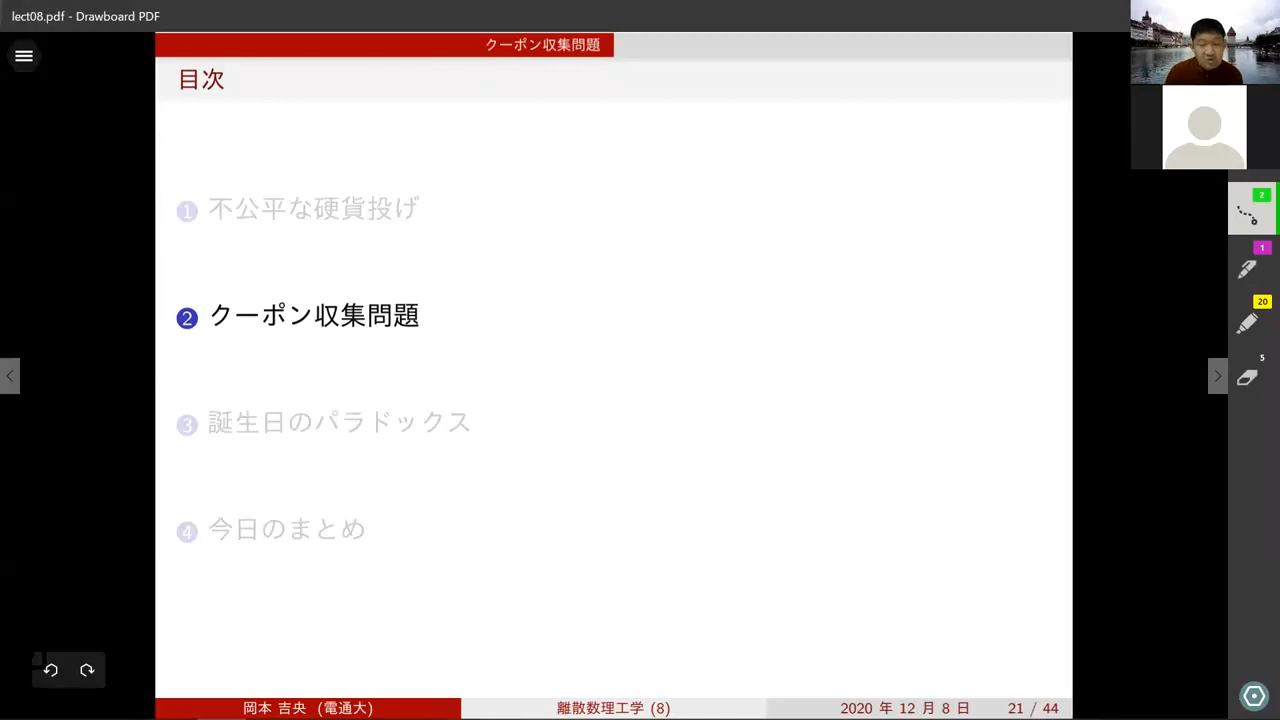 lect08.pdf - Drawboard PDF
クーポン収集問題
目次
1 不公平な硬貨投げ
2 クーポン収集問題
3 誕生日のパラドックス
4 今日のまとめ
2
1
20
5
岡本 吉央 (電通大) 離散数理工学 (8) 2020 年 12 月 8 日 21 / 44